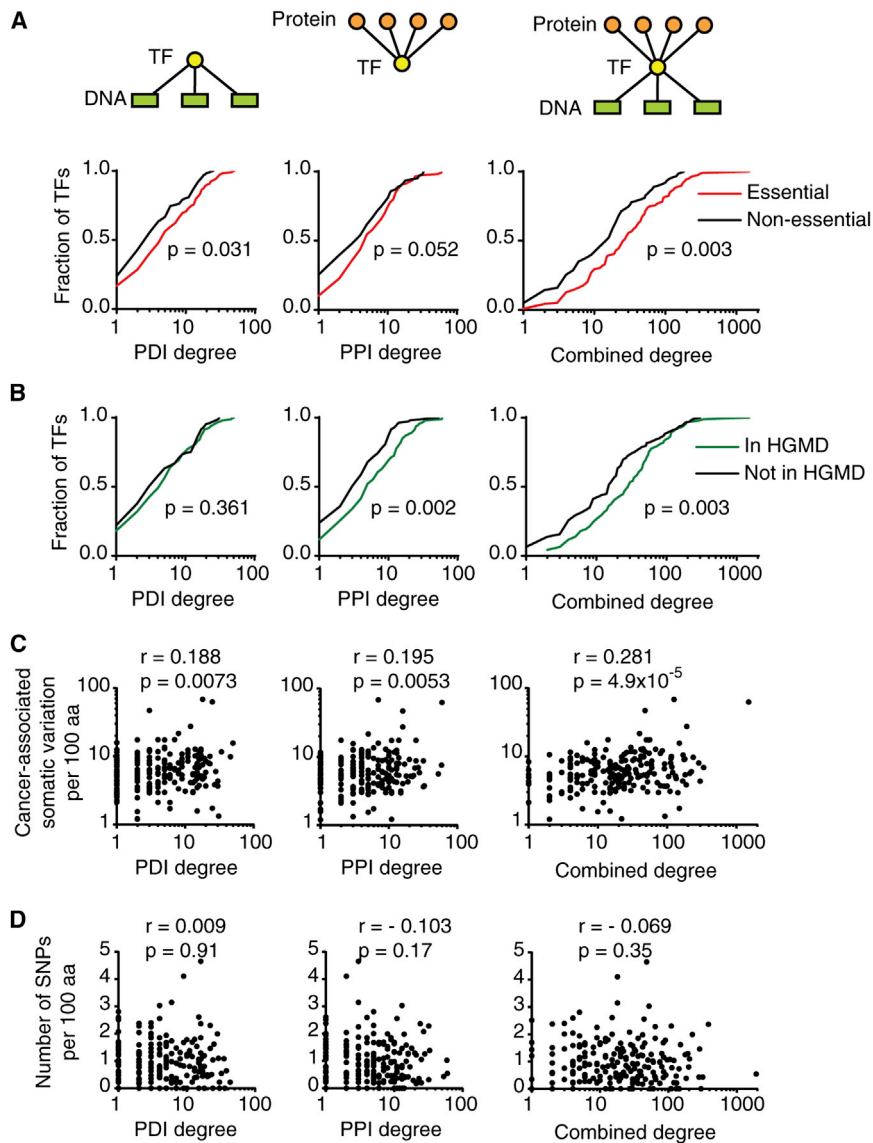 A
Protein
Protein
TF
TF
DNA
DNA
Fraction of TFs
1.0
0.5
0.0
1 10 100
PDI degree
p = 0.031
1.0
0.5
0.0
1 10 100
PPI degree
p = 0.052
1.0
0.5
0.0
1 10 100 1000
Combined degree
p = 0.003
Essential
Non-essential
B
Fraction of TFs
1.0
0.5
0.0
1 10 100
PDI degree
p = 0.361
1.0
0.5
0.0
1 10 100
PPI degree
p = 0.002
1.0
0.5
0.0
1 10 100 1000
Combined degree
p = 0.003
In HGMD
Not in HGMD
C
Cancer-associated
somatic variation
per 100 aa
r = 0.188
p = 0.0073
100
10
1
1 10 100
PDI degree
r = 0.195
p = 0.0053
100
10
1
1 10 100
PPI degree
r = 0.281
p = 4.9x10⁻⁵
100
10
1
1 10 100 1000
Combined degree
D
Number of SNPs
per 100 aa
r = 0.009
p = 0.91
5
4
3
2
1
0
1 10 100
PDI degree
r = - 0.103
p = 0.17
5
4
3
2
1
0
1 10 100
PPI degree
r = - 0.069
p = 0.35
5
4
3
2
1
0
1 10 100 1000
Combined degree